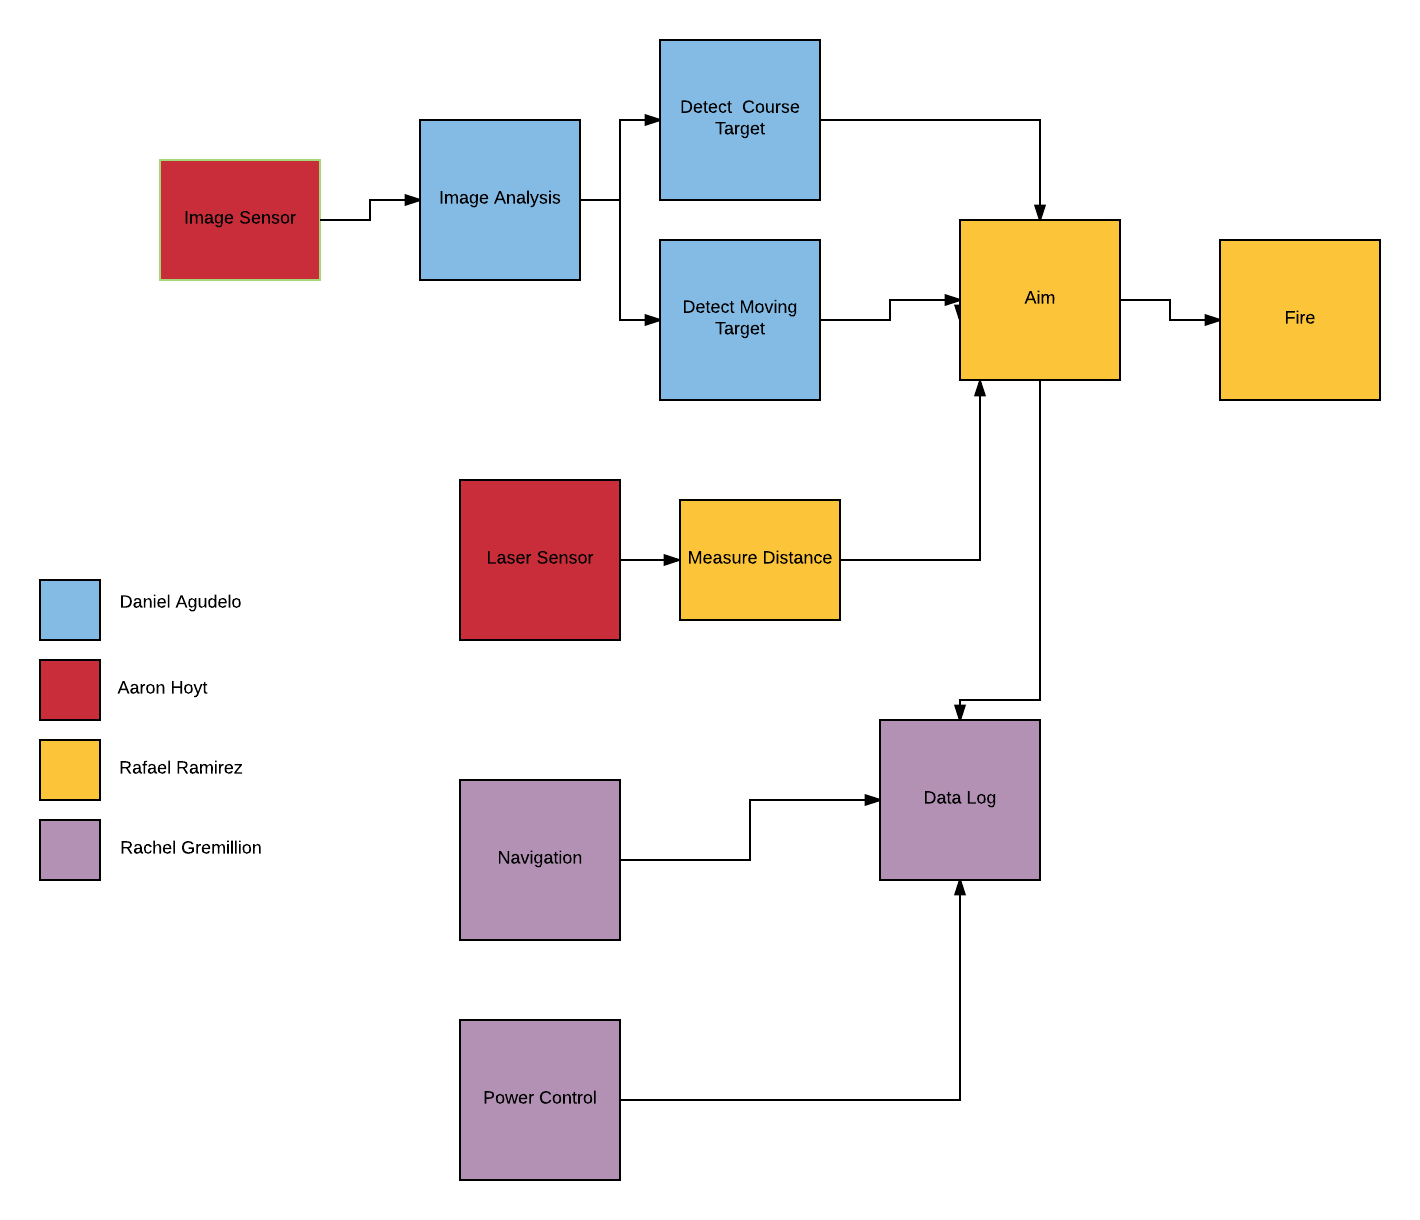 Detect  Course
Target
Image Analysis
Image Sensor
Detect Moving
Target
Aim
Fire
Laser Sensor
Measure Distance
Daniel Agudelo
Aaron Hoyt
Rafael Ramirez
Rachel Gremillion
Data Log
Navigation
Power Control